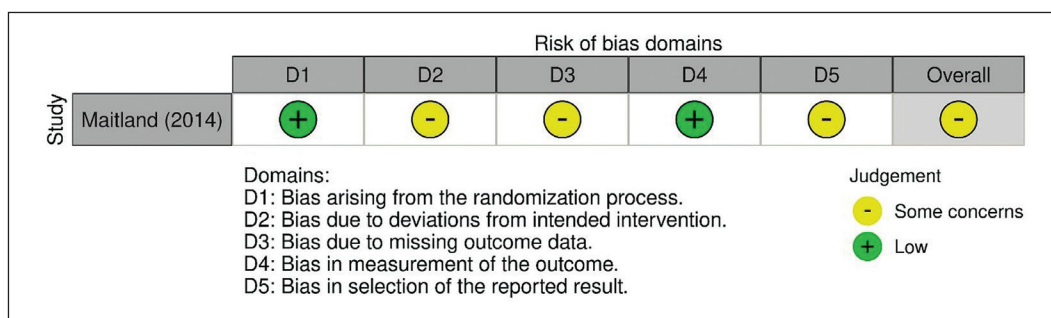 Risk of bias domains
D1 D2 D3 D4 D5 Overall
Study
Maitland (2014) + - - + - -
Domains:
D1: Bias arising from the randomization process.
D2: Bias due to deviations from intended intervention.
D3: Bias due to missing outcome data.
D4: Bias in measurement of the outcome.
D5: Bias in selection of the reported result.
Judgement
- Some concerns
+ Low